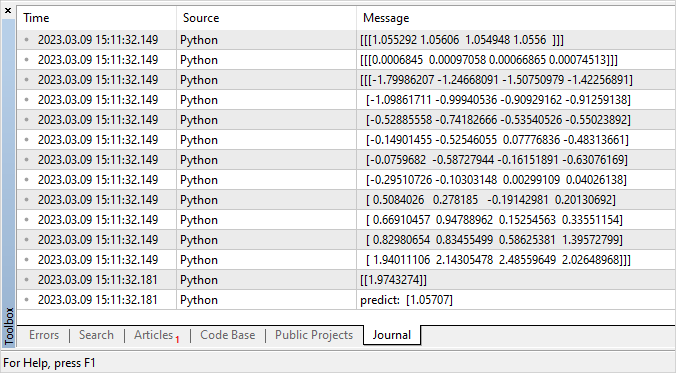 Time Source Message
2023.03.09 15:11:32.149 Python [[[1.055292 1.05606  1.054948 1.0556  ]]]
2023.03.09 15:11:32.149 Python [[[0.0006845  0.00097058 0.00066865 0.00074513]]]
2023.03.09 15:11:32.149 Python [[[-1.79986207 -1.24668091 -1.50750979 -1.42256891]
2023.03.09 15:11:32.149 Python [-1.09861711 -0.99940536 -0.90929162 -0.91259138]
2023.03.09 15:11:32.149 Python [-0.52885558 -0.74182666 -0.53540526 -0.55023892]
2023.03.09 15:11:32.149 Python [-0.14901455 -0.52546055  0.07776836 -0.48313661]
2023.03.09 15:11:32.149 Python [-0.0759682  -0.58727944 -0.16151891 -0.63076169]
2023.03.09 15:11:32.149 Python [-0.29510726 -0.10303148  0.00299109  0.04026138]
2023.03.09 15:11:32.149 Python [ 0.5084026   0.278185   -0.19142981  0.20130692]
2023.03.09 15:11:32.149 Python [ 0.66910457  0.94788962  0.15254563  0.33551154]
2023.03.09 15:11:32.149 Python [ 0.82980654  0.83455499  0.58625381  1.39572799]
2023.03.09 15:11:32.149 Python [ 1.94011106  2.14305478  2.48559649  2.02648968]]]
2023.03.09 15:11:32.181 Python [[1.9743274]]
2023.03.09 15:11:32.181 Python predict:  [1.05707]
Toolbox
Errors | Search | Articles 1 | Code Base | Public Projects | Journal
For Help, press F1